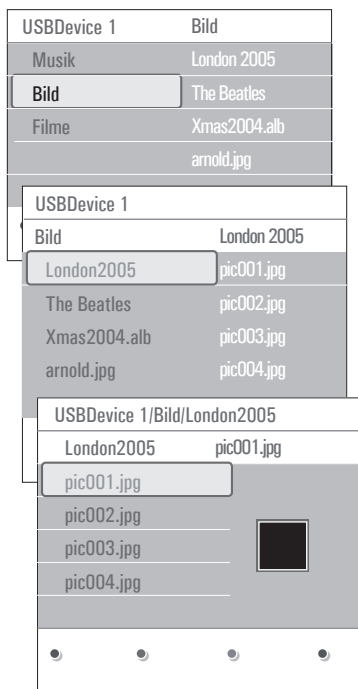 USBDevice 1 Bild
Musik London 2005
Bild The Beatles
Filme Xmas2004.alb
arnold.jpg
USBDevice 1
Bild London 2005
London2005 pic001.jpg
The Beatles pic002.jpg
Xmas2004.alb pic003.jpg
arnold.jpg pic004.jpg
USBDevice 1/Bild/London2005
London2005 pic001.jpg
pic001.jpg
pic002.jpg
pic003.jpg
pic004.jpg